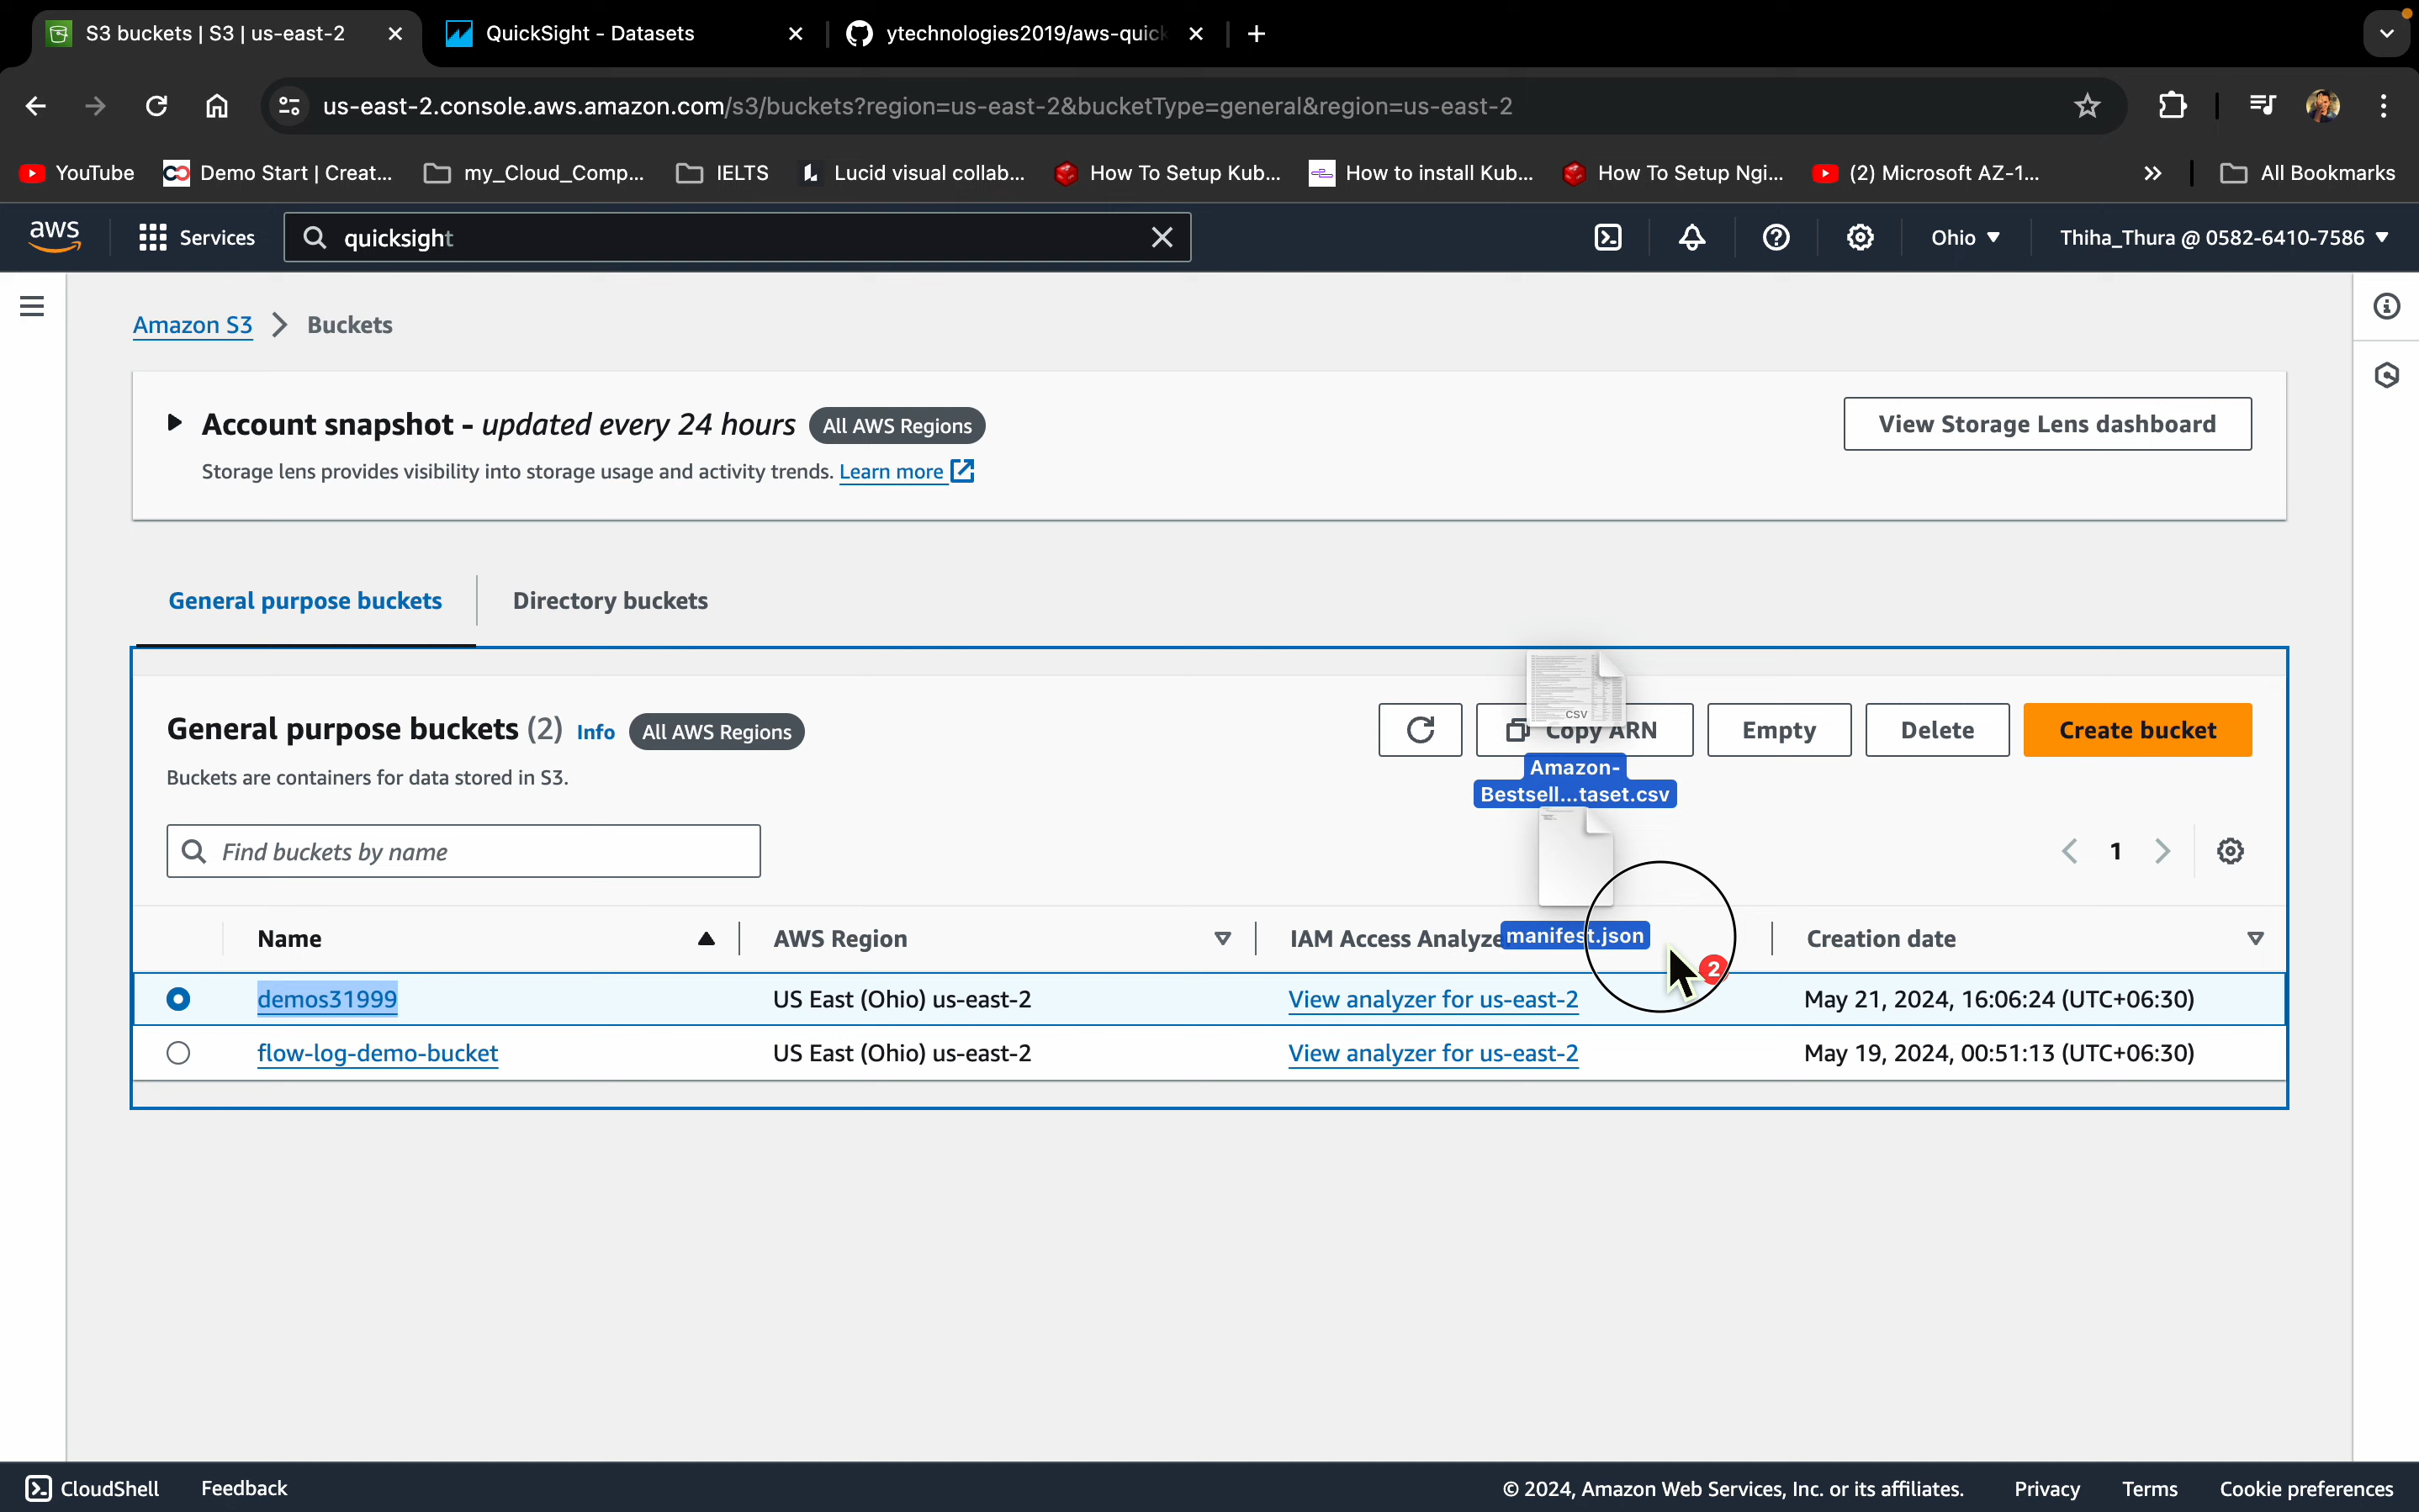 S3 buckets | S3 | us-east-2
QuickSight - Datasets
ytechnologies2019/aws-quick
us-east-2.console.aws.amazon.com/s3/buckets?region=us-east-2&bucketType=general&region=us-east-2
YouTube
Demo Start | Creat...
my_Cloud_Comp...
IELTS
Lucid visual collab...
How To Setup Kub...
How to install Kub...
How To Setup Ngi...
(2) Microsoft AZ-1...
All Bookmarks
aws
Services
quicksight
Ohio
Thiha_Thura @ 0582-6410-7586
Amazon S3
Buckets
Account snapshot - updated every 24 hours
All AWS Regions
View Storage Lens dashboard
Storage lens provides visibility into storage usage and activity trends. Learn more
General purpose buckets
Directory buckets
General purpose buckets (2)
Info
All AWS Regions
Copy ARN
Empty
Delete
Create bucket
Buckets are containers for data stored in S3.
CSV
Amazon-
Bestsell...taset.csv
Find buckets by name
1
Name
AWS Region
IAM Access Analyze
manifest.json
Creation date
2
demos31999
US East (Ohio) us-east-2
View analyzer for us-east-2
May 21, 2024, 16:06:24 (UTC+06:30)
flow-log-demo-bucket
US East (Ohio) us-east-2
View analyzer for us-east-2
May 19, 2024, 00:51:13 (UTC+06:30)
CloudShell
Feedback
© 2024, Amazon Web Services, Inc. or its affiliates.
Privacy
Terms
Cookie preferences